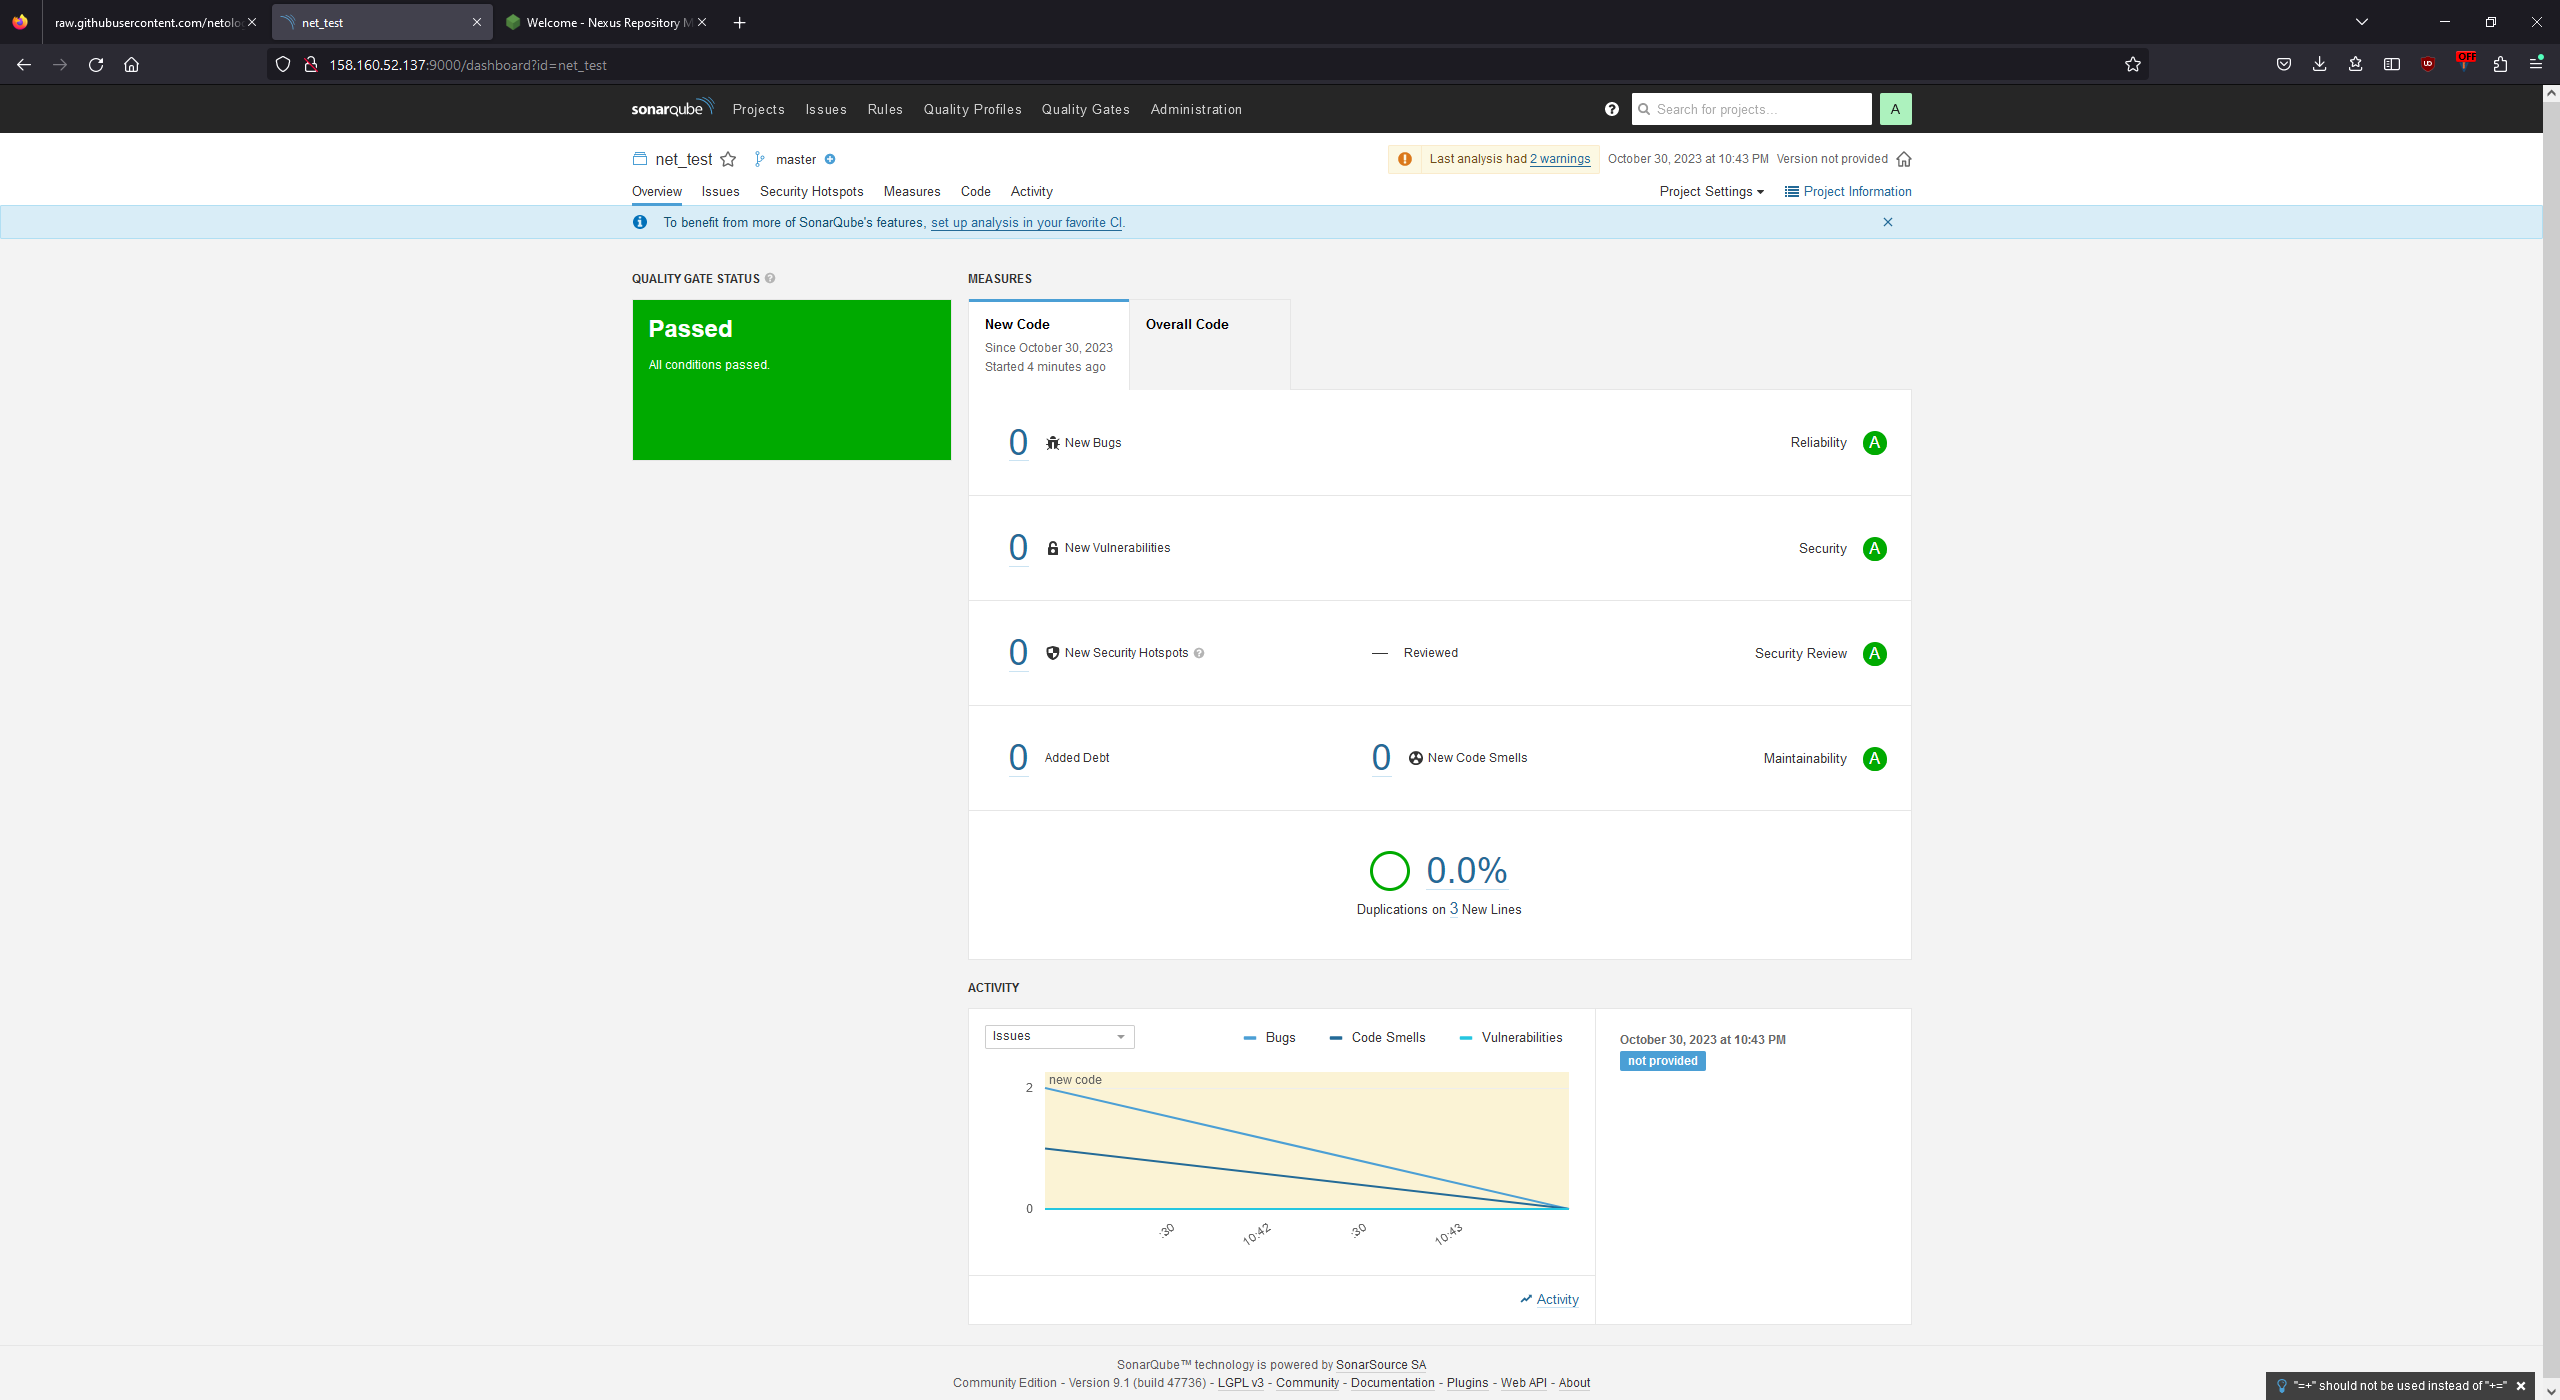 raw.githubusercontent.com/netolo
net_test
Welcome - Nexus Repository M
158.160.52.137:9000/dashboard?id=net_test
OFF
sonarqube Projects Issues Rules Quality Profiles Quality Gates Administration
Search for projects...
A
net_test master
Last analysis had 2 warnings October 30, 2023 at 10:43 PM Version not provided
Overview Issues Security Hotspots Measures Code Activity
Project Settings Project Information
To benefit from more of SonarQube's features, set up analysis in your favorite CI.
QUALITY GATE STATUS
Passed
All conditions passed.
MEASURES
New Code
Since October 30, 2023
Started 4 minutes ago
Overall Code
0 New Bugs Reliability A
0 New Vulnerabilities Security A
0 New Security Hotspots — Reviewed Security Review A
0 Added Debt 0 New Code Smells Maintainability A
0.0%
Duplications on 3 New Lines
ACTIVITY
Issues
Bugs Code Smells Vulnerabilities
new code
2
0
:30 10:42 :30 10:43
Activity
October 30, 2023 at 10:43 PM
not provided
SonarQube™ technology is powered by SonarSource SA
Community Edition - Version 9.1 (build 47736) - LGPL v3 - Community - Documentation - Plugins - Web API - About
"=+" should not be used instead of "+="